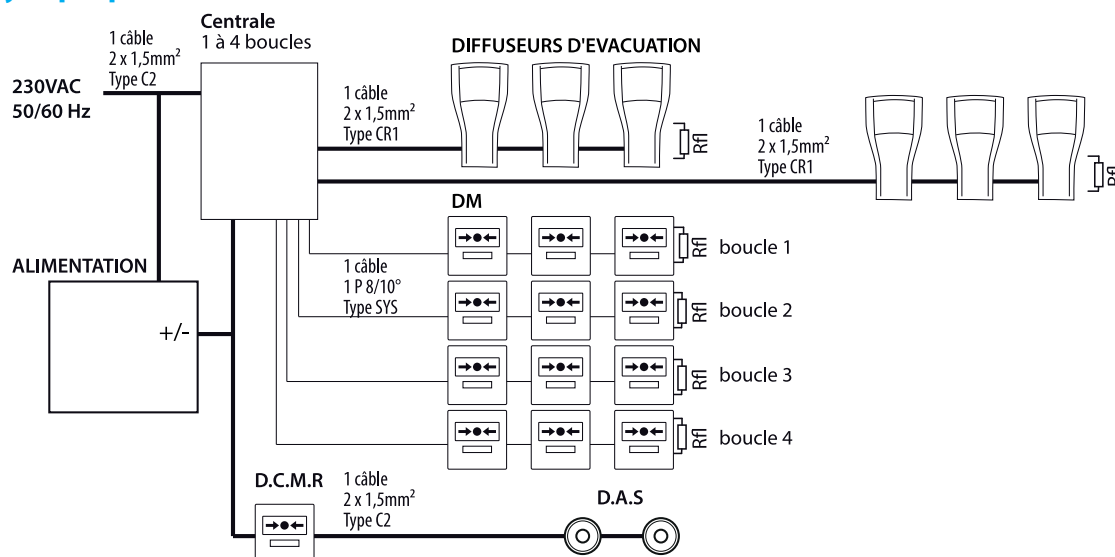 Centrale
1 à 4 boucles
1 câble
2 x 1,5mm²
Type C2
230VAC
50/60 Hz
DIFFUSEURS D'EVACUATION
1 câble
2 x 1,5mm²
Type CR1
Rfl
1 câble
2 x 1,5mm²
Type CR1
Rfl
DM
Rfl boucle 1
ALIMENTATION
1 câble
1 P 8/10°
Type SYS
Rfl boucle 2
+/-
Rfl boucle 3
Rfl boucle 4
D.C.M.R
1 câble
2 x 1,5mm²
Type C2
D.A.S